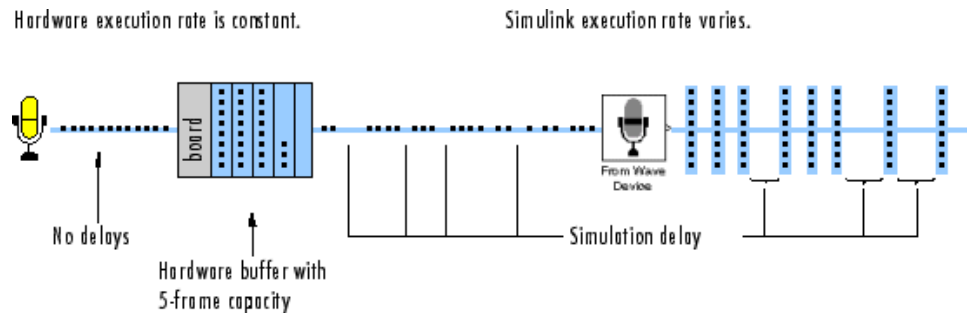 Hardware execution rate is constant.
Simulink execution rate varies.
board
From Wave
Device
No delays
Simulation delay
Hardware buffer with
5-frame capacity